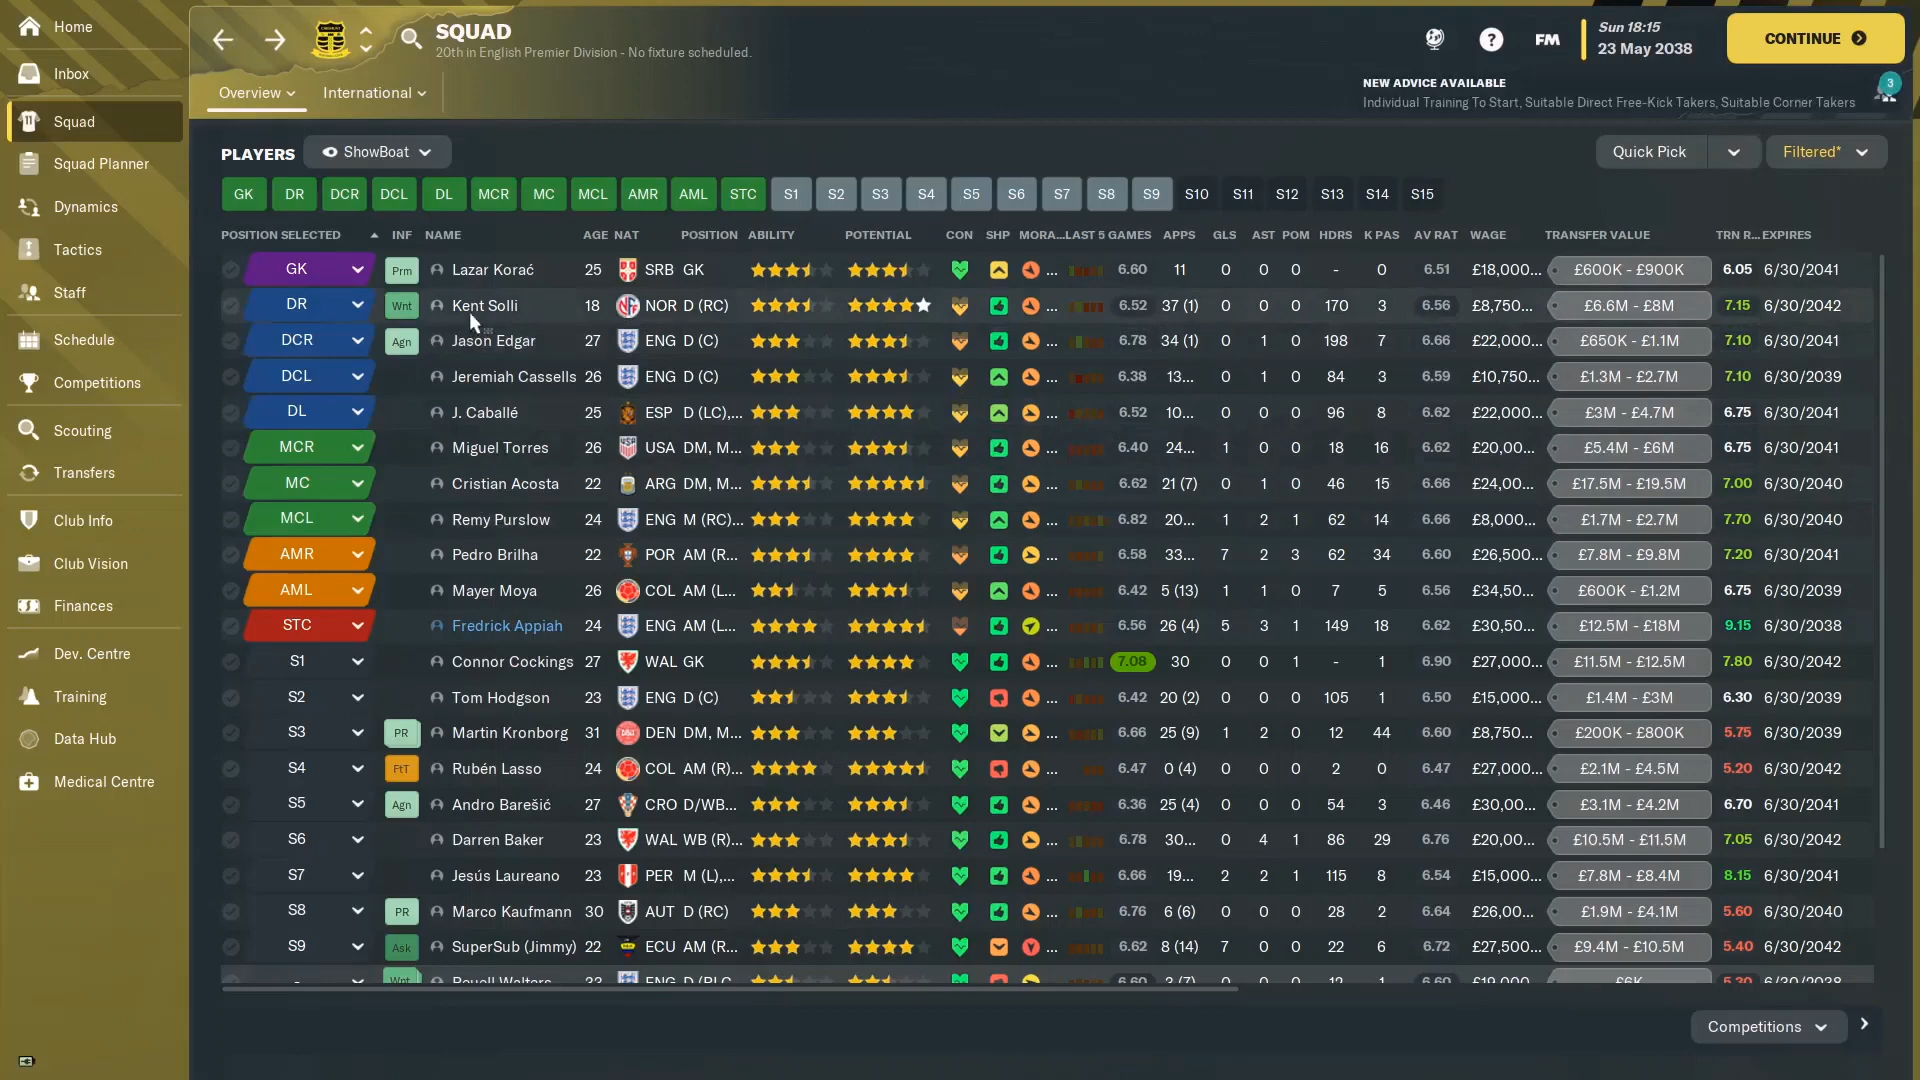 Home
Inbox
Squad
Squad Planner
Dynamics
Tactics
Staff
Schedule
Competitions
Scouting
Transfers
Club Info
Club Vision
Finances
Dev. Centre
Training
Data Hub
Medical Centre
SQUAD
20th in English Premier Division - No fixture scheduled.
? FM Sun 18:15
23 May 2038
CONTINUE
Overview International
NEW ADVICE AVAILABLE
Individual Training To Start, Suitable Direct Free-Kick Takers, Suitable Corner Takers
3
PLAYERS ShowBoat Quick Pick Filtered*
GK DR DCR DCL DL MCR MC MCL AMR AML STC S1 S2 S3 S4 S5 S6 S7 S8 S9 S10 S11 S12 S13 S14 S15
POSITION SELECTED INF NAME AGE NAT POSITION ABILITY POTENTIAL CON SHP MORA... LAST 5 GAMES APPS GLS AST POM HDRS K PAS AV RAT WAGE TRANSFER VALUE TRN R... EXPIRES
GK Prm Lazar Korać 25 SRB GK ... 6.60 11 0 0 0 - 0 6.51 £18,000... £600K - £900K 6.05 6/30/2041
DR Wnt Kent Solli 18 NOR D (RC) ... 6.52 37 (1) 0 0 0 170 3 6.56 £8,750... £6.6M - £8M 7.15 6/30/2042
DCR Agn Jason Edgar 27 ENG D (C) ... 6.78 34 (1) 0 1 0 198 7 6.66 £22,000... £650K - £1.1M 7.10 6/30/2041
DCL Jeremiah Cassells 26 ENG D (C) ... 6.38 13... 0 1 0 84 3 6.59 £10,750... £1.3M - £2.7M 7.10 6/30/2039
DL J. Caballé 25 ESP D (LC),... ... 6.52 10... 0 0 0 96 8 6.62 £22,000... £3M - £4.7M 6.75 6/30/2041
MCR Miguel Torres 26 USA DM, M... ... 6.40 24... 1 0 0 18 16 6.62 £20,00... £5.4M - £6M 6.75 6/30/2041
MC Cristian Acosta 22 ARG DM, M... ... 6.62 21 (7) 0 1 0 46 15 6.66 £24,00... £17.5M - £19.5M 7.00 6/30/2040
MCL Remy Purslow 24 ENG M (RC)... ... 6.82 20... 1 2 1 62 14 6.66 £8,000... £1.7M - £2.7M 7.70 6/30/2040
AMR Pedro Brilha 22 POR AM (R... ... 6.58 33... 7 2 3 62 34 6.60 £26,500... £7.8M - £9.8M 7.20 6/30/2041
AML Mayer Moya 26 COL AM (L... ... 6.42 5 (13) 1 1 0 7 5 6.56 £34,50... £600K - £1.2M 6.75 6/30/2039
STC Fredrick Appiah 24 ENG AM (L... ... 6.56 26 (4) 5 3 1 149 18 6.62 £30,50... £12.5M - £18M 9.15 6/30/2038
S1 Connor Cockings 27 WAL GK ... 7.08 30 0 0 1 - 1 6.90 £27,000... £11.5M - £12.5M 7.80 6/30/2042
S2 Tom Hodgson 23 ENG D (C) ... 6.42 20 (2) 0 0 0 105 1 6.50 £15,000... £1.4M - £3M 6.30 6/30/2039
S3 PR Martin Kronborg 31 DEN DM, M... ... 6.66 25 (9) 1 2 0 12 44 6.60 £8,750... £200K - £800K 5.75 6/30/2039
S4 FtT Rubén Lasso 24 COL AM (R)... ... 6.47 0 (4) 0 0 0 2 0 6.47 £27,000... £2.1M - £4.5M 5.20 6/30/2042
S5 Agn Andro Barešić 27 CRO D/WB... ... 6.36 25 (4) 0 0 0 54 3 6.46 £30,00... £3.1M - £4.2M 6.70 6/30/2041
S6 Darren Baker 23 WAL WB (R)... ... 6.78 30... 0 4 1 86 29 6.76 £20,00... £10.5M - £11.5M 7.05 6/30/2042
S7 Jesús Laureano 23 PER M (L),... ... 6.66 19... 2 2 1 115 8 6.54 £15,000... £7.8M - £8.4M 8.15 6/30/2041
S8 PR Marco Kaufmann 30 AUT D (RC) ... 6.76 6 (6) 0 0 0 28 2 6.64 £26,00... £1.9M - £4.1M 5.60 6/30/2040
S9 Ask SuperSub (Jimmy) 22 ECU AM (R... ... 6.62 8 (14) 7 0 0 22 6 6.72 £27,500... £9.4M - £10.5M 5.40 6/30/2042
Competitions